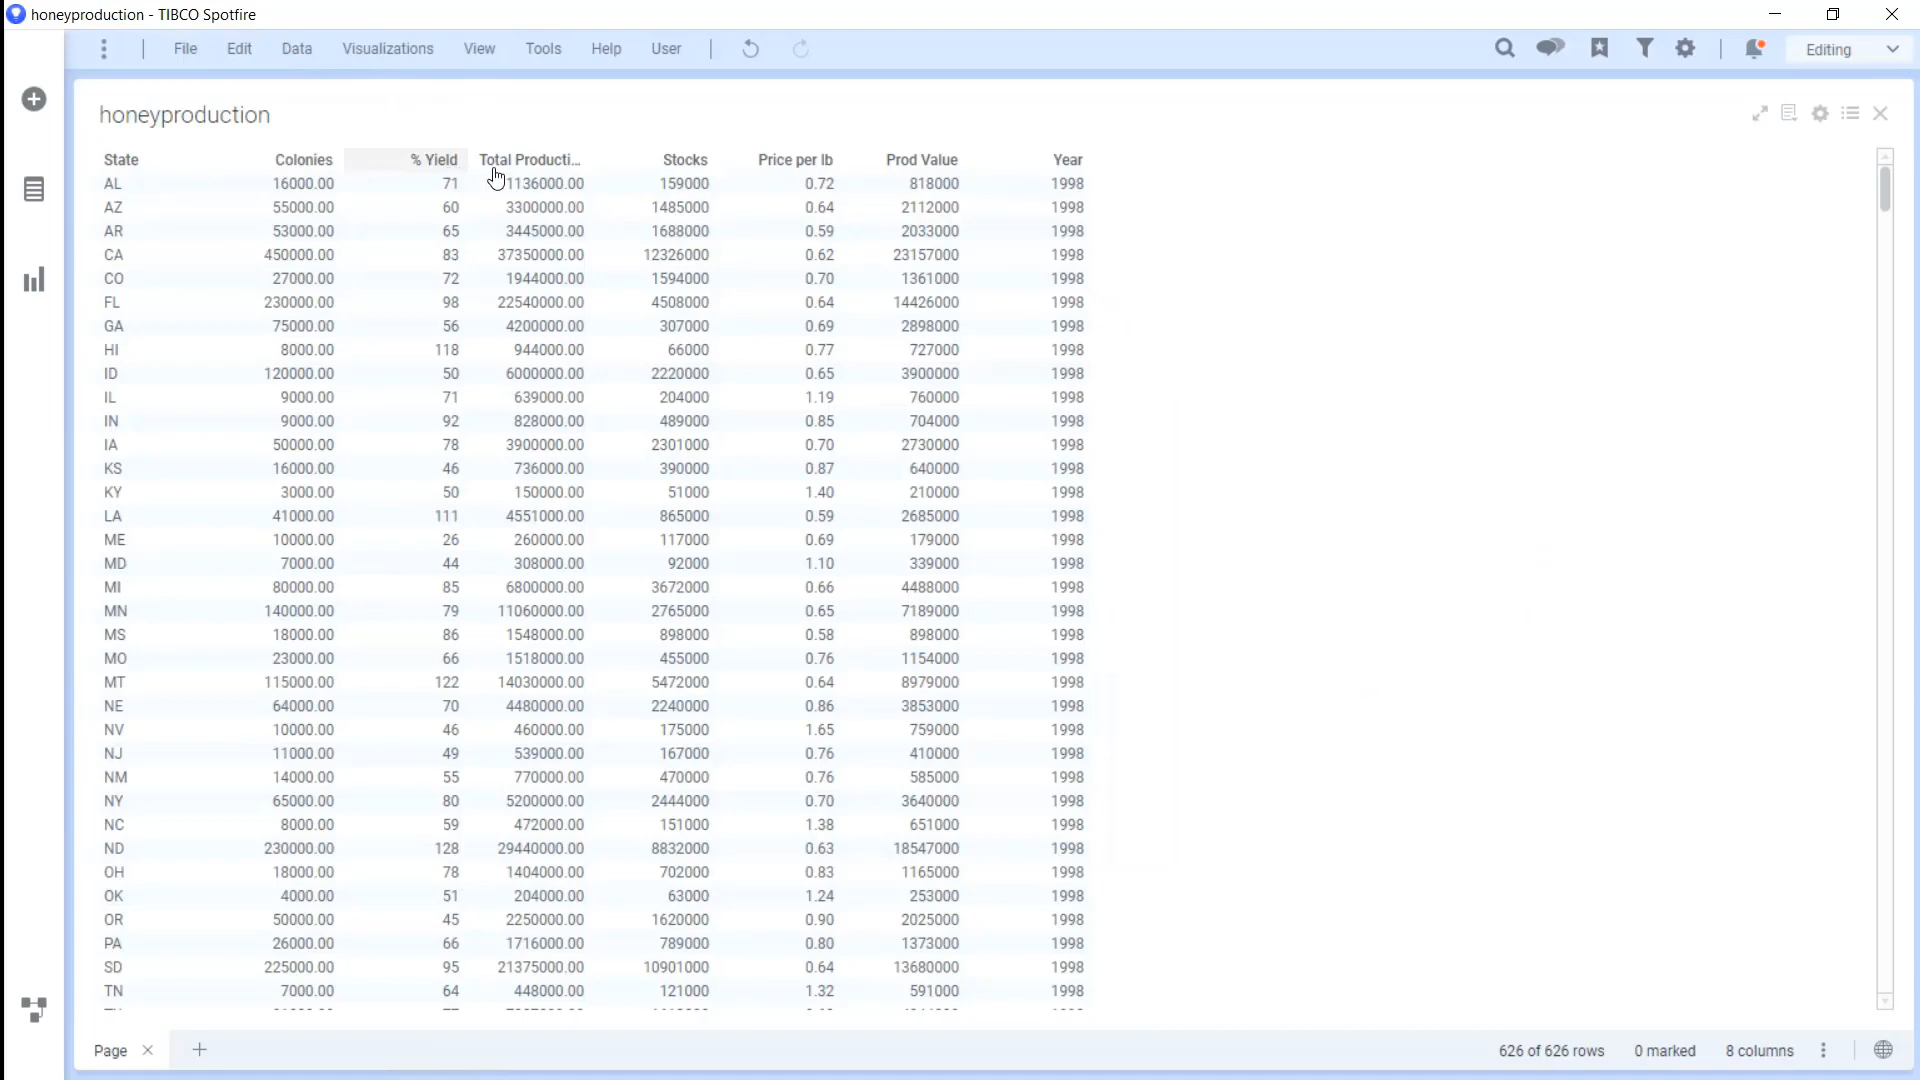 honeyproduction - TIBCO Spotfire
File Edit Data Visualizations View Tools Help User Editing
honeyproduction
State Colonies % Yield Total Producti... Stocks Price per lb Prod Value Year
AL 16000.00 71 1136000.00 159000 0.72 818000 1998
AZ 55000.00 60 3300000.00 1485000 0.64 2112000 1998
AR 53000.00 65 3445000.00 1688000 0.59 2033000 1998
CA 450000.00 83 37350000.00 12326000 0.62 23157000 1998
CO 27000.00 72 1944000.00 1594000 0.70 1361000 1998
FL 230000.00 98 22540000.00 4508000 0.64 14426000 1998
GA 75000.00 56 4200000.00 307000 0.69 2898000 1998
HI 8000.00 118 944000.00 66000 0.77 727000 1998
ID 120000.00 50 6000000.00 2220000 0.65 3900000 1998
IL 9000.00 71 639000.00 204000 1.19 760000 1998
IN 9000.00 92 828000.00 489000 0.85 704000 1998
IA 50000.00 78 3900000.00 2301000 0.70 2730000 1998
KS 16000.00 46 736000.00 390000 0.87 640000 1998
KY 3000.00 50 150000.00 51000 1.40 210000 1998
LA 41000.00 111 4551000.00 865000 0.59 2685000 1998
ME 10000.00 26 260000.00 117000 0.69 179000 1998
MD 7000.00 44 308000.00 92000 1.10 339000 1998
MI 80000.00 85 6800000.00 3672000 0.66 4488000 1998
MN 140000.00 79 11060000.00 2765000 0.65 7189000 1998
MS 18000.00 86 1548000.00 898000 0.58 898000 1998
MO 23000.00 66 1518000.00 455000 0.76 1154000 1998
MT 115000.00 122 14030000.00 5472000 0.64 8979000 1998
NE 64000.00 70 4480000.00 2240000 0.86 3853000 1998
NV 10000.00 46 460000.00 175000 1.65 759000 1998
NJ 11000.00 49 539000.00 167000 0.76 410000 1998
NM 14000.00 55 770000.00 470000 0.76 585000 1998
NY 65000.00 80 5200000.00 2444000 0.70 3640000 1998
NC 8000.00 59 472000.00 151000 1.38 651000 1998
ND 230000.00 128 29440000.00 8832000 0.63 18547000 1998
OH 18000.00 78 1404000.00 702000 0.83 1165000 1998
OK 4000.00 51 204000.00 63000 1.24 253000 1998
OR 50000.00 45 2250000.00 1620000 0.90 2025000 1998
PA 26000.00 66 1716000.00 789000 0.80 1373000 1998
SD 225000.00 95 21375000.00 10901000 0.64 13680000 1998
TN 7000.00 64 448000.00 121000 1.32 591000 1998
Page 626 of 626 rows 0 marked 8 columns